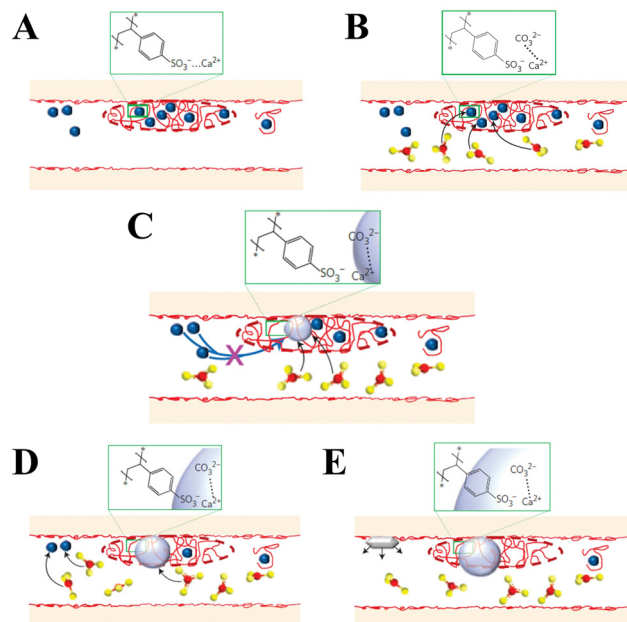 A
*
*
SO₃⁻...Ca²⁺
B
*
*
CO₃²⁻
SO₃⁻ Ca²⁺
C
*
*
CO₃²⁻
SO₃⁻ Ca²⁺
D
*
*
CO₃²⁻
SO₃⁻ Ca²⁺
E
*
*
CO₃²⁻
SO₃⁻ Ca²⁺